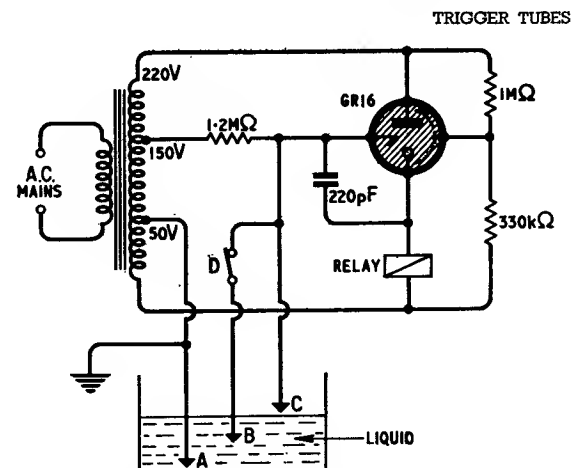 TRIGGER TUBES
220V
GR16
1MΩ
1·2MΩ
150V
A.C.
MAINS
220pF
330kΩ
50V
D
RELAY
C
B
LIQUID
A